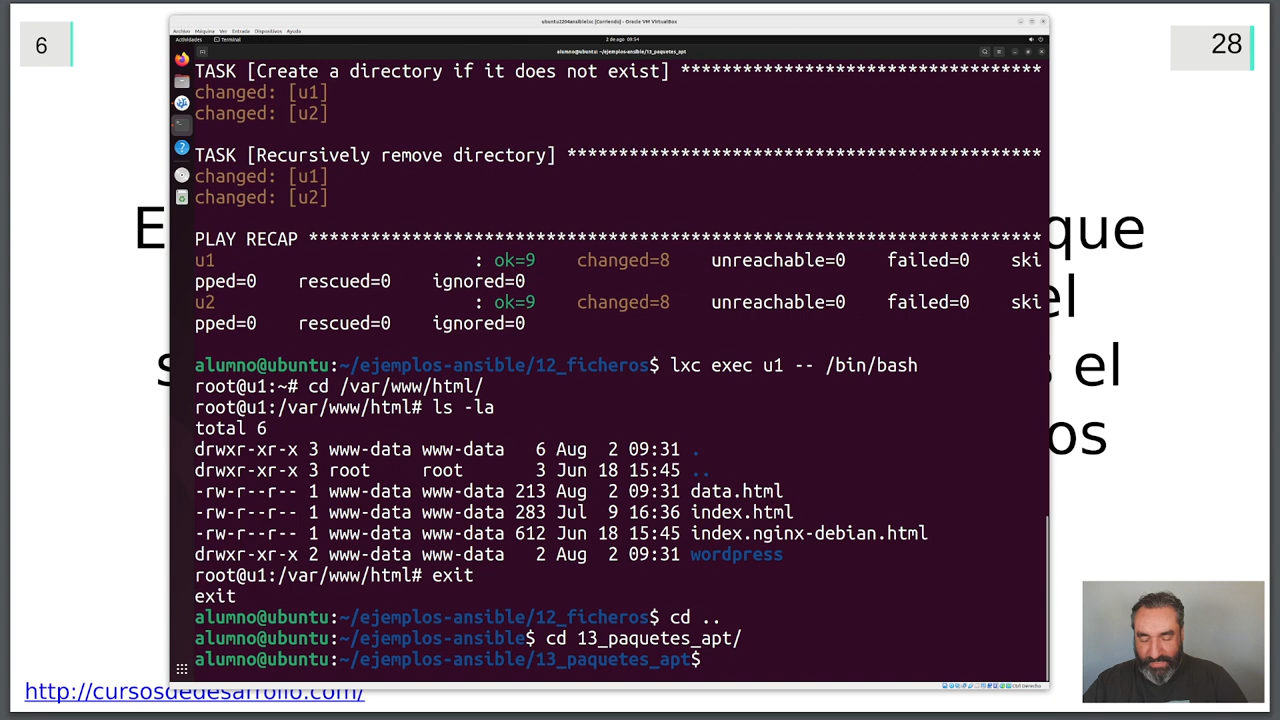 6
28
ubuntu2204ansiblelxc [Corriendo] - Oracle VM VirtualBox
Archivo Máquina Ver Entrada Dispositivos Ayuda
Actividades Terminal 2 de ago 09:54
alumno@ubuntu: ~/ejemplos-ansible/13_paquetes_apt
TASK [Create a directory if it does not exist] ***********************************
changed: [u1]
changed: [u2]
TASK [Recursively remove directory] **********************************************
changed: [u1]
changed: [u2]
PLAY RECAP ***********************************************************************
u1 : ok=9 changed=8 unreachable=0 failed=0 ski
pped=0 rescued=0 ignored=0
u2 : ok=9 changed=8 unreachable=0 failed=0 ski
pped=0 rescued=0 ignored=0
alumno@ubuntu:~/ejemplos-ansible/12_ficheros$ lxc exec u1 -- /bin/bash
root@u1:~# cd /var/www/html/
root@u1:/var/www/html# ls -la
total 6
drwxr-xr-x 3 www-data www-data 6 Aug 2 09:31 .
drwxr-xr-x 3 root root 3 Jun 18 15:45 ..
-rw-r--r-- 1 www-data www-data 213 Aug 2 09:31 data.html
-rw-r--r-- 1 www-data www-data 283 Jul 9 16:36 index.html
-rw-r--r-- 1 www-data www-data 612 Jun 18 15:45 index.nginx-debian.html
drwxr-xr-x 2 www-data www-data 2 Aug 2 09:31 wordpress
root@u1:/var/www/html# exit
exit
alumno@ubuntu:~/ejemplos-ansible/12_ficheros$ cd ..
alumno@ubuntu:~/ejemplos-ansible$ cd 13_paquetes_apt/
alumno@ubuntu:~/ejemplos-ansible/13_paquetes_apt$
Ctrl Derecho
E que
el
s el
os
http://cursosdedesarrollo.com/